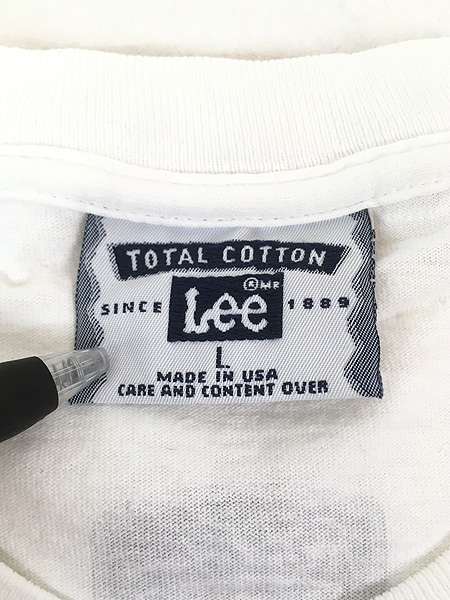 TOTAL COTTON
®MR
SINCE Lee 1889
L
MADE IN USA
CARE AND CONTENT OVER